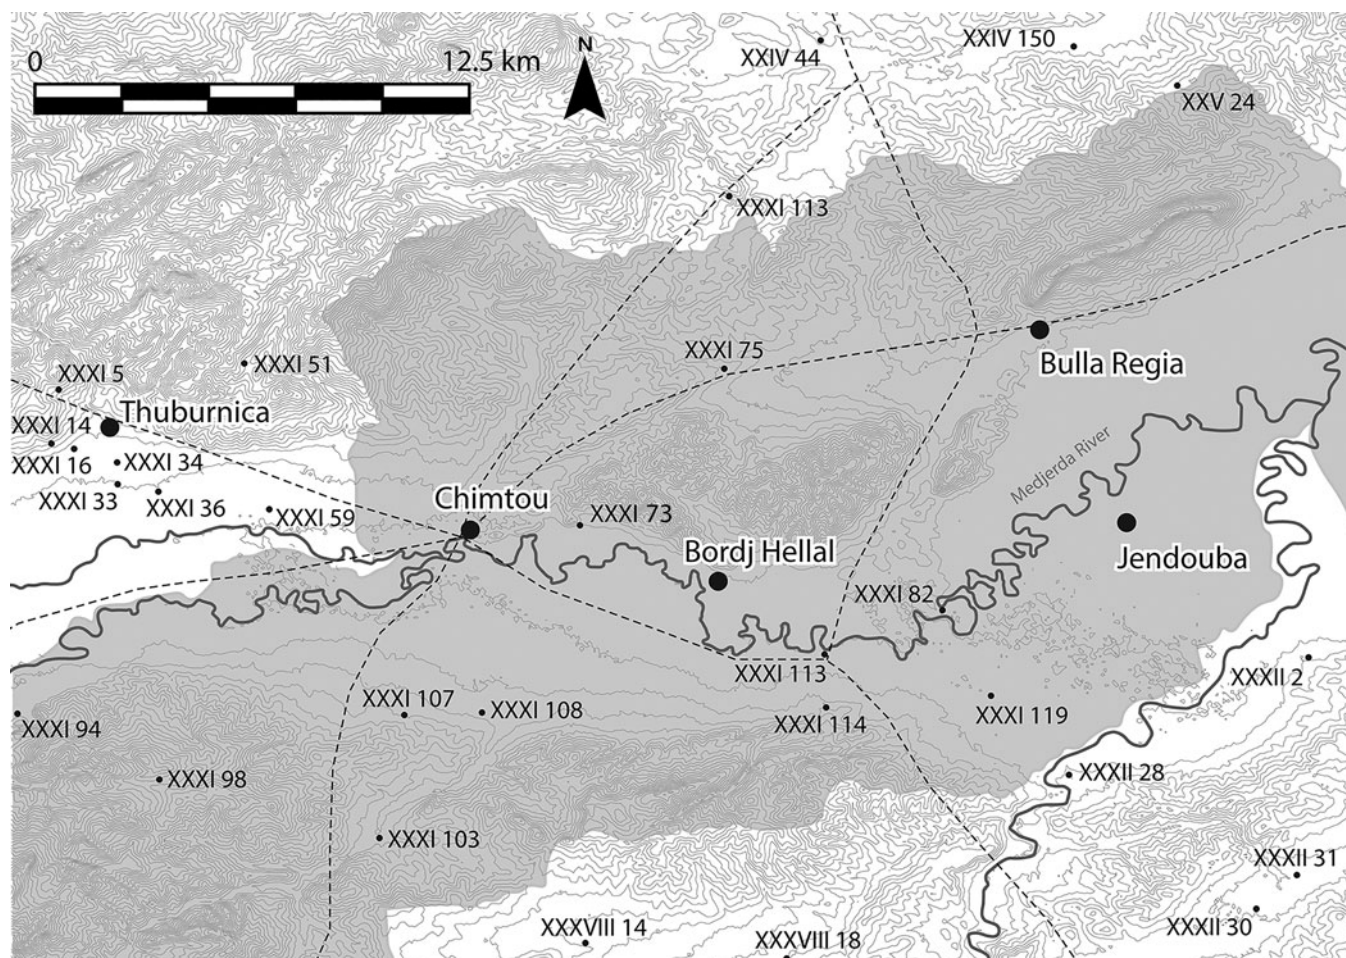 0
12.5 km
N
XXIV 44
XXIV 150
XXV 24
XXXI 113
XXXI 75
XXXI 51
XXXI 5
Thuburnica
Bulla Regia
XXXI 14
XXXI 16
XXXI 34
XXXI 33
XXXI 36
XXXI 59
Chimtou
XXXI 73
Medjerda River
Bordj Hellal
Jendouba
XXXI 82
XXXI 113
XXXII 2
XXXI 94
XXXI 107
XXXI 108
XXXI 114
XXXI 119
XXXI 98
XXXII 28
XXXI 103
XXXII 31
XXXVIII 14
XXXVIII 18
XXXII 30